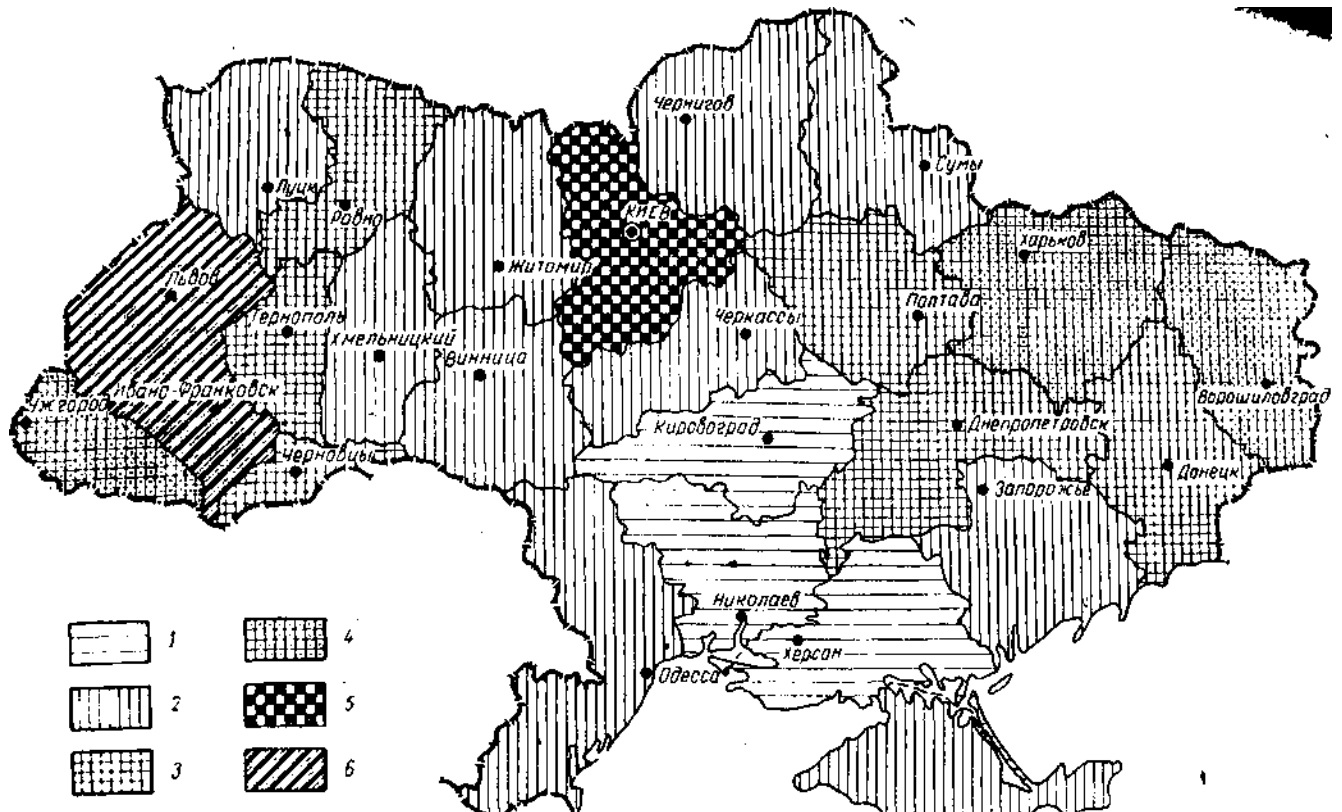 Чернигов
Сумы
Луцк
Ровно
КИЕВ
Харьков
Житомир
Львов
Полтава
Тернополь
Черкассы
Хмельницкий
Винница
Ивано-Франковск
Ворошиловград
Ужгород
Кировоград
Днепропетровск
Черновцы
Донецк
Запорожье
Николаев
Херсон
Одесса
1
4
2
5
3
6